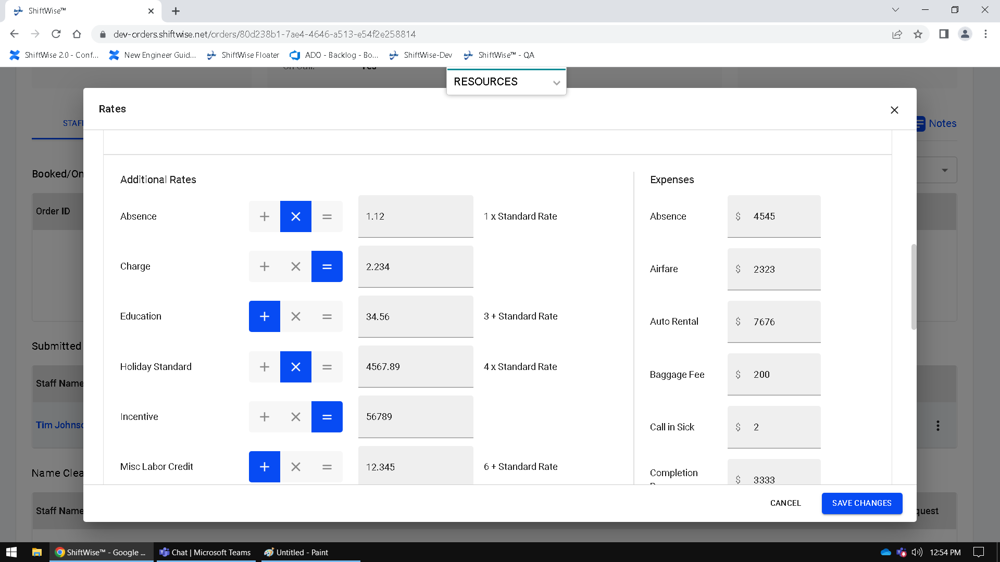 ShiftWise™
dev-orders.shiftwise.net/orders/80d238b1-7ae4-4646-a513-e54f2e258814
ShiftWise 2.0 - Conf...
New Engineer Guid...
ShiftWise Floater
ADO - Backlog - Bo...
ShiftWise-Dev
ShiftWise™ - QA
On Call:
Yes
RESOURCES
Rates
STAF
Notes
Booked/On
Order ID
Submitted
Staff Name
Tim Johnso
Name Clea
Staff Name
quest
Additional Rates
Absence
+ × =
1.12
1 x Standard Rate
Charge
+ × =
2.234
Education
+ × =
34.56
3 + Standard Rate
Holiday Standard
+ × =
4567.89
4 x Standard Rate
Incentive
+ × =
56789
Misc Labor Credit
+ × =
12.345
6 + Standard Rate
Expenses
Absence
$ 4545
Airfare
$ 2323
Auto Rental
$ 7676
Baggage Fee
$ 200
Call in Sick
$ 2
Completion
$ 3333
CANCEL
SAVE CHANGES
ShiftWise™ - Google ...
Chat | Microsoft Teams
Untitled - Paint
12:54 PM